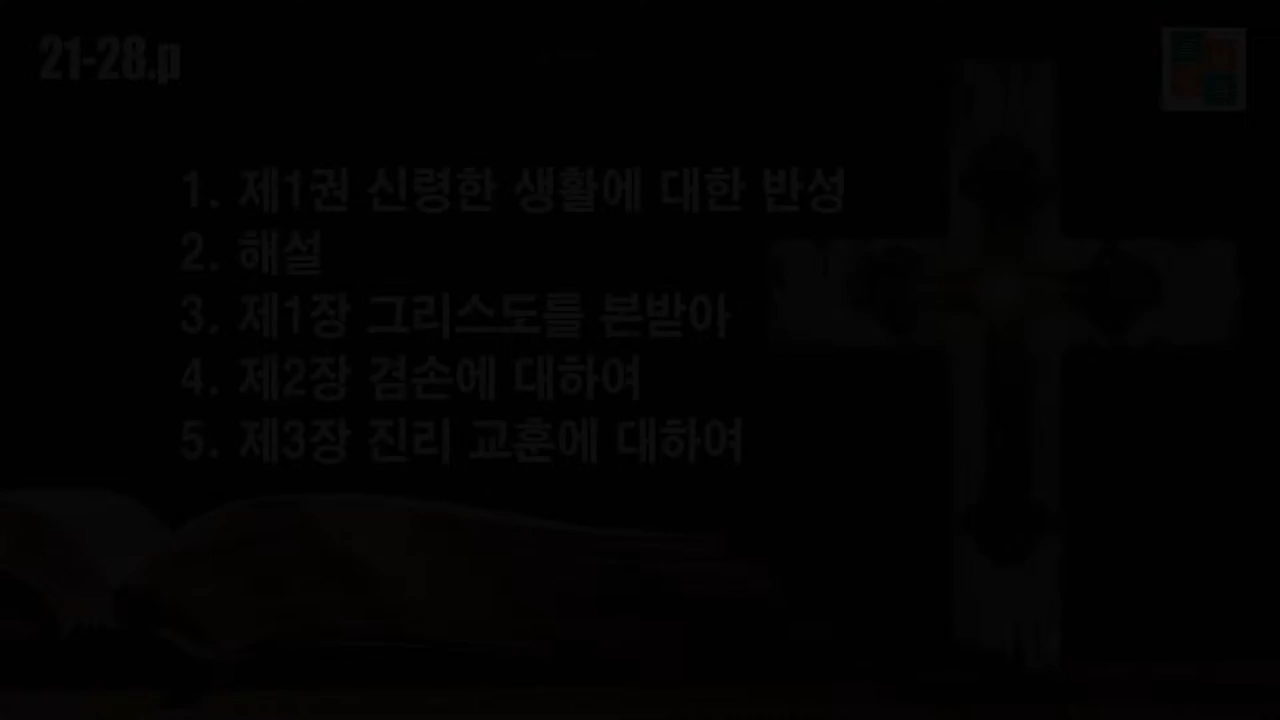 21-28.p
1. 제1권 신령한 생활에 대한 반성
2. 해설
3. 제1장 그리스도를 본받아
4. 제2장 겸손에 대하여
5. 제3장 진리 교훈에 대하여